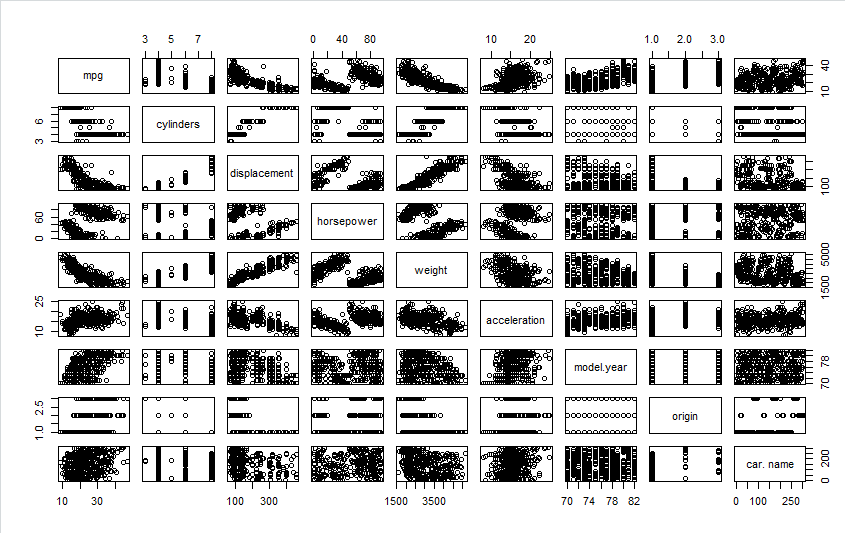 3 5 7 0 40 80 10 20 1.0 2.0 3.0
mpg
10 40
cylinders
3 6
displacement
100
horsepower
0 60
weight
1500 5000
acceleration
10 25
model.year
70 78
origin
1.0 2.5
car. name
0 200
10 30 100 300 1500 3500 70 74 78 82 0 100 250